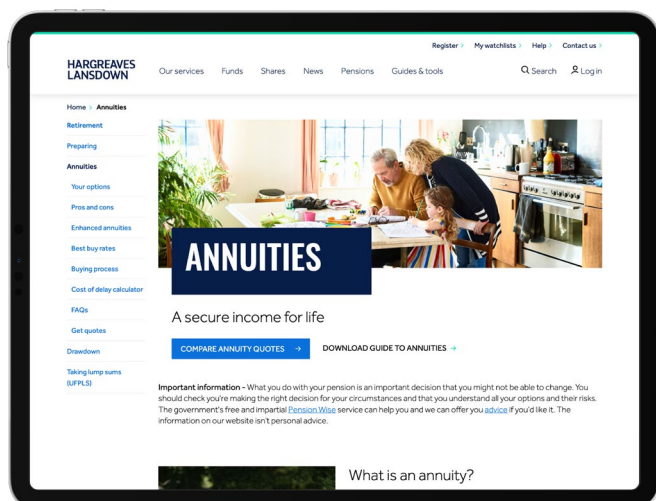 Register >
My watchlists >
Help >
Contact us >
HARGREAVES
LANSDOWN
Our services
Funds
Shares
News
Pensions
Guides & tools
Search
Log in
Home > Annuities
Retirement
Preparing
Annuities
Your options
Pros and cons
Enhanced annuities
Best buy rates
Buying process
Cost of delay calculator
FAQs
Get quotes
Drawdown
Taking lump sums
(UFPLS)
ANNUITIES
A secure income for life
COMPARE ANNUITY QUOTES →
DOWNLOAD GUIDE TO ANNUITIES →
Important information - What you do with your pension is an important decision that you might not be able to change. You
should check you're making the right decision for your circumstances and that you understand all your options and their risks.
The government's free and impartial Pension Wise service can help you and we can offer you advice if you'd like it. The
information on our website isn't personal advice.
What is an annuity?